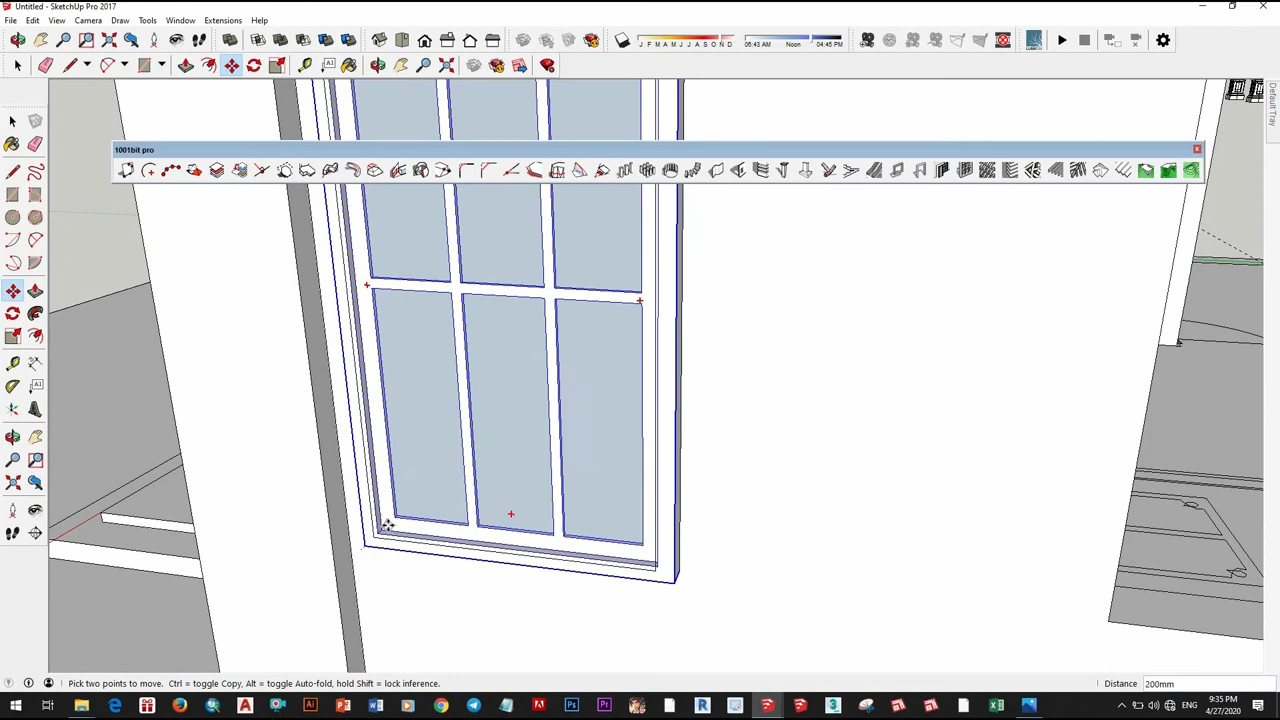 Untitled - SketchUp Pro 2017
File Edit View Camera Draw Tools Window Extensions Help
J F M A M J J A S O N D
06:43 AM Noon 04:45 PM
1001bit pro
Default Tray
Pick two points to move. Ctrl = toggle Copy, Alt = toggle Auto-fold, hold Shift = lock inference.
Distance 200mm
9:35 PM
ENG
4/27/2020